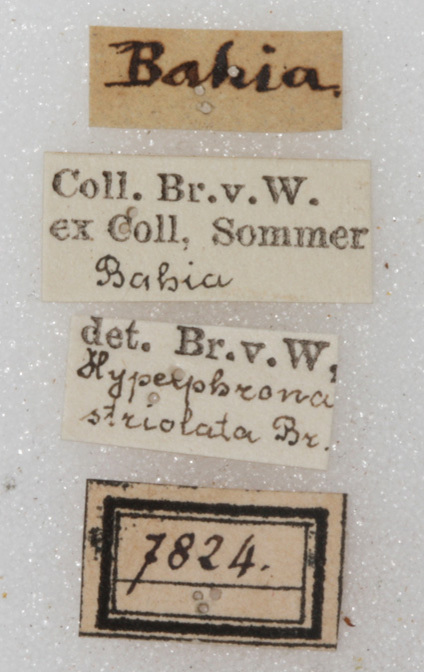 Bahia.
Coll. Br.v.W.
ex Coll, Sommer
Bahia
det. Br.v.W,
Hyperphrona
striolata Br.
7824.